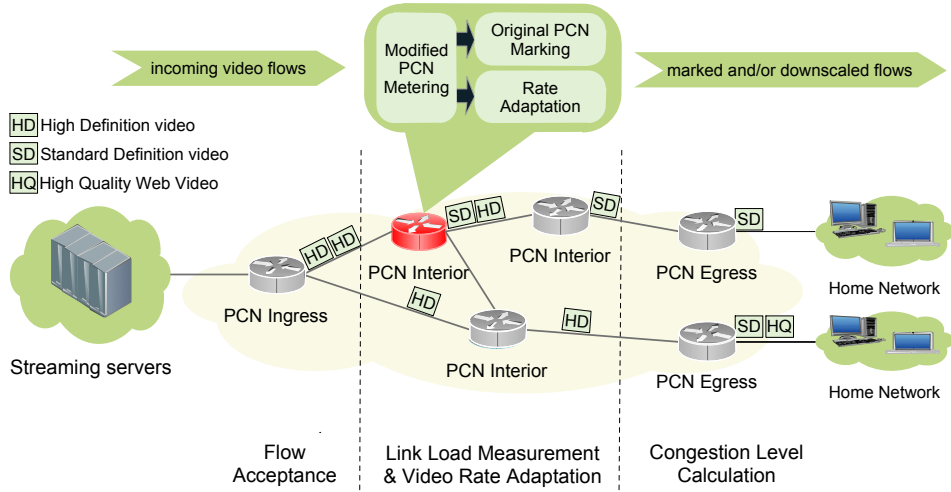 incoming video flows
Modified
PCN
Metering
Original PCN
Marking
Rate
Adaptation
marked and/or downscaled flows
HD High Definition video
SD Standard Definition video
HQ High Quality Web Video
Streaming servers
PCN Ingress
HD HD
HD
PCN Interior
SD HD
PCN Interior
SD
PCN Interior
HD
PCN Egress
SD
PCN Egress
SD HQ
Home Network
Home Network
Flow
Acceptance
Link Load Measurement
& Video Rate Adaptation
Congestion Level
Calculation